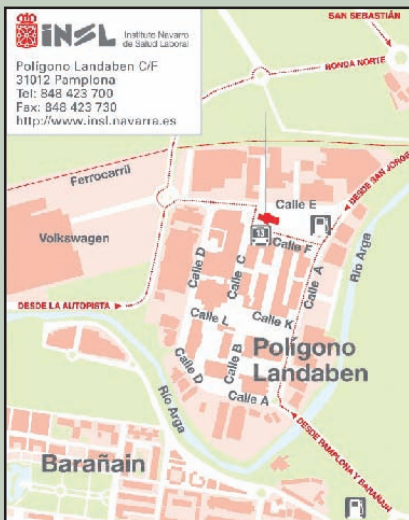 INSL Instituto Navarro
de Salud Laboral
Polígono Landaben C/F
31012 Pamplona
Tel: 848 423 700
Fax: 848 423 730
http://www.insl.navarra.es
SAN SEBASTIÁN
RONDA NORTE
Ferrocarril
Calle E
DESDE SAN JORGE
Volkswagen
Calle D
Calle C
13
Calle F
Calle A
Río Arga
DESDE LA AUTOPISTA
Calle L
Calle K
Calle B
Polígono
Landaben
Calle D
Calle A
Río Arga
DESDE PAMPLONA Y BARAÑAIN
Barañain